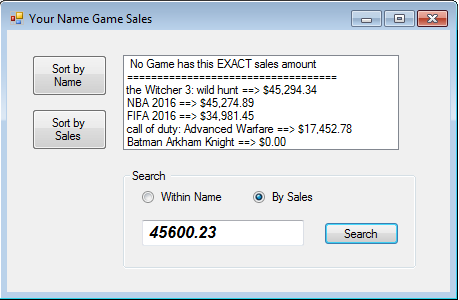 Your Name Game Sales
Sort by
Name
Sort by
Sales
No Game has this EXACT sales amount
===================================
the Witcher 3: wild hunt ==> $45,294.34
NBA 2016 ==> $45,274.89
FIFA 2016 ==> $34,981.45
call of duty: Advanced Warfare ==> $17,452.78
Batman Arkham Knight ==> $0.00
Search
Within Name
By Sales
45600.23
Search